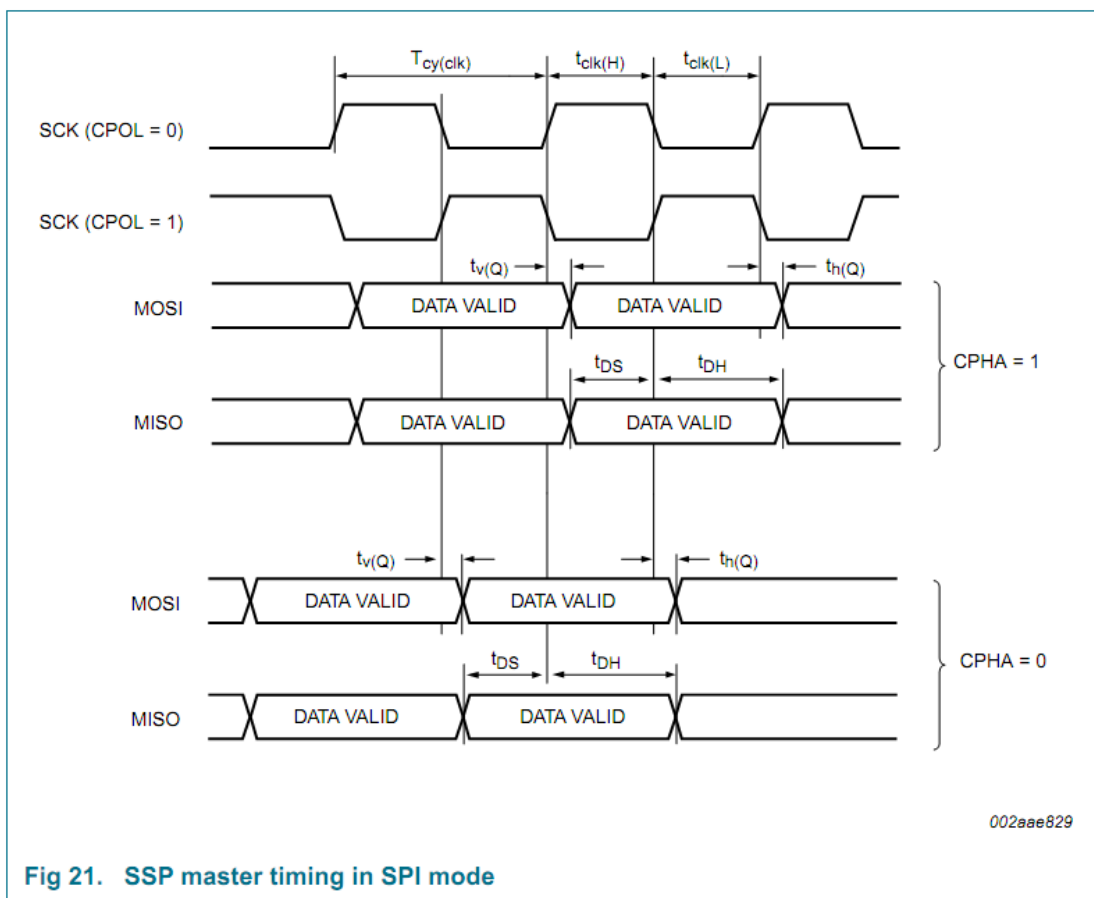 Tcy(clk) tclk(H) tclk(L)
SCK (CPOL = 0)
SCK (CPOL = 1)
tv(Q) th(Q)
MOSI DATA VALID DATA VALID
CPHA = 1
tDS tDH
MISO DATA VALID DATA VALID
tv(Q) th(Q)
MOSI DATA VALID DATA VALID
CPHA = 0
tDS tDH
MISO DATA VALID DATA VALID
002aae829
Fig 21. SSP master timing in SPI mode